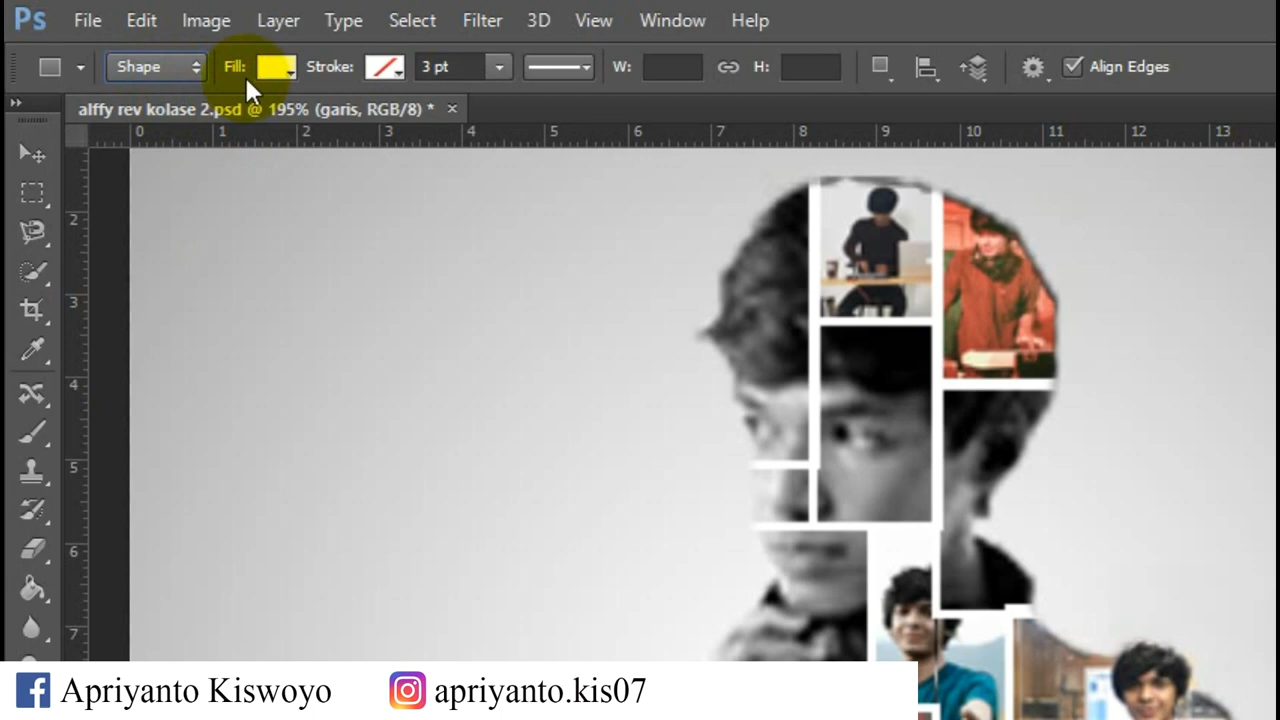 Ps File Edit Image Layer Type Select Filter 3D View Window Help
Shape Fill: Stroke: 3 pt W: H: Align Edges
alffy rev kolase 2.psd @ 195% (garis, RGB/8) * ×
0 1 2 3 4 5 6 7 8 9 10 11 12 13
2
3
4
5
6
7
Apriyanto Kiswoyo apriyanto.kis07